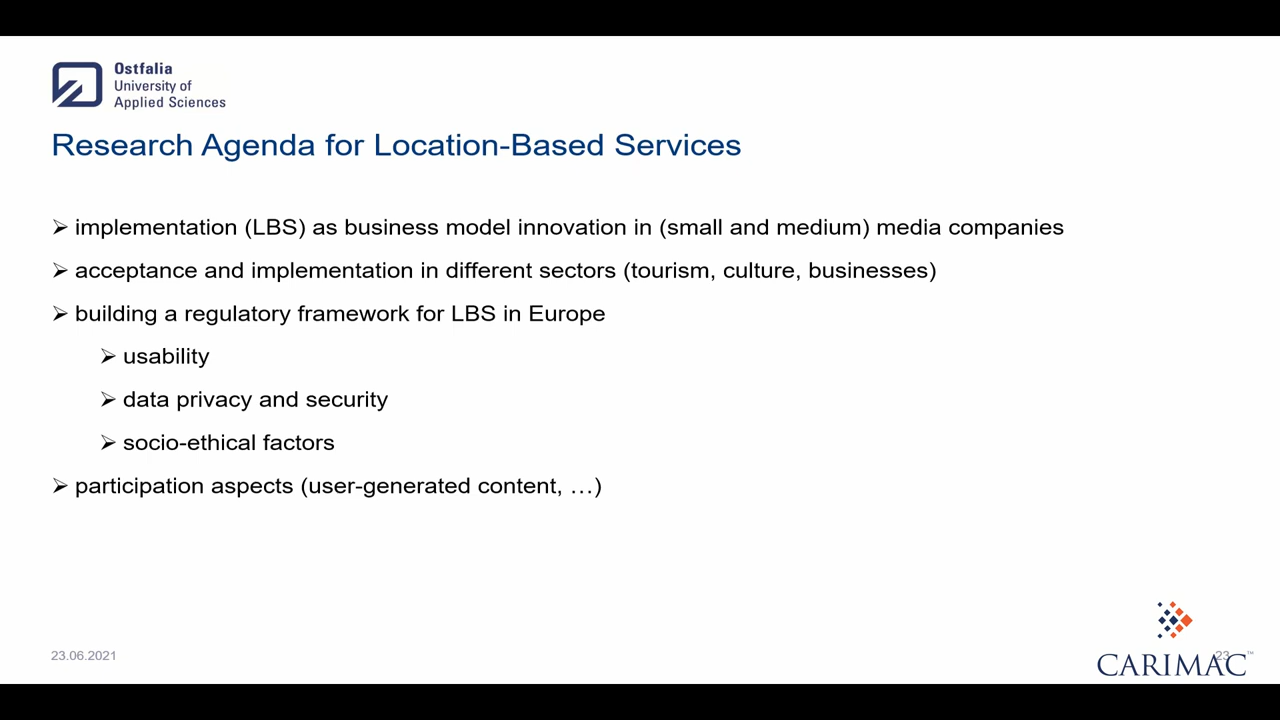 Ostfalia
University of
Applied Sciences
Research Agenda for Location-Based Services
➢ implementation (LBS) as business model innovation in (small and medium) media companies
➢ acceptance and implementation in different sectors (tourism, culture, businesses)
➢ building a regulatory framework for LBS in Europe
➢ usability
➢ data privacy and security
➢ socio-ethical factors
➢ participation aspects (user-generated content, …)
23.06.2021
23
CARIMAC™